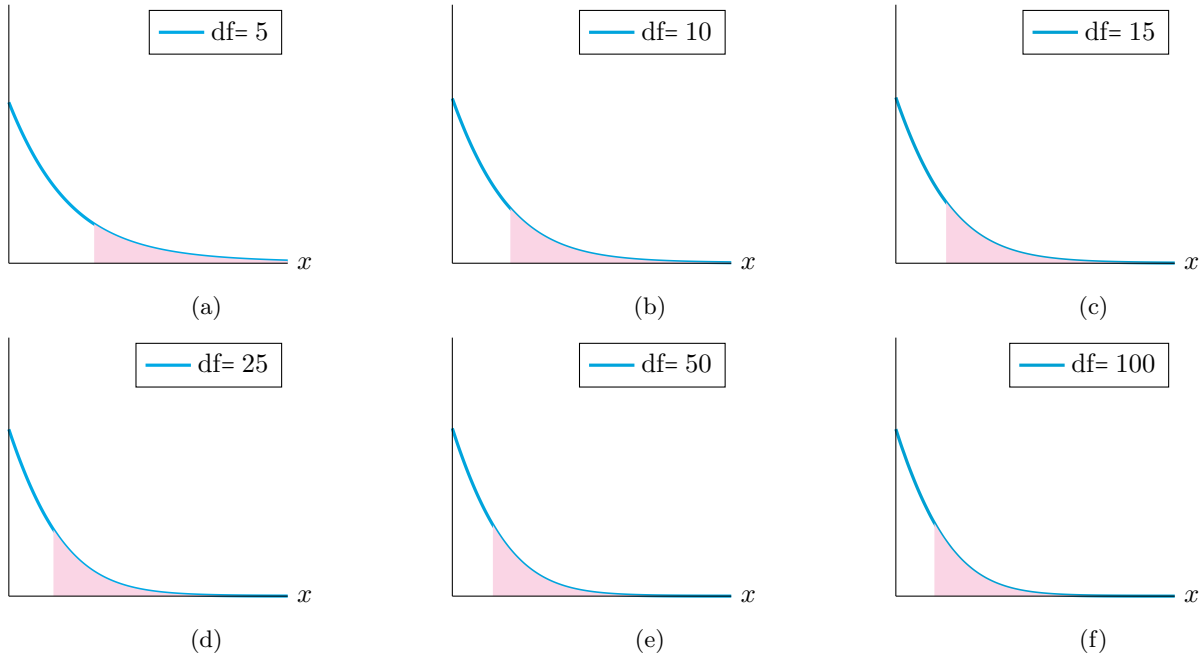 df= 5
df= 10
df= 15
x
x
x
(a)
(b)
(c)
df= 25
df= 50
df= 100
x
x
x
(d)
(e)
(f)